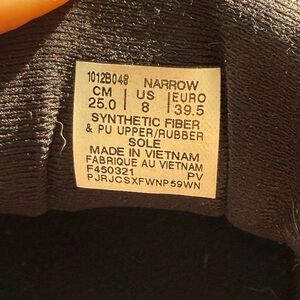 1012B048 NARROW
CM | US | EURO
25.0 | 8 | 39.5
SYNTHETIC FIBER
& PU UPPER/RUBBER
SOLE
MADE IN VIETNAM
FABRIQUE AU VIETNAM
F450321 PV
PJRJCSXFWNP59WN